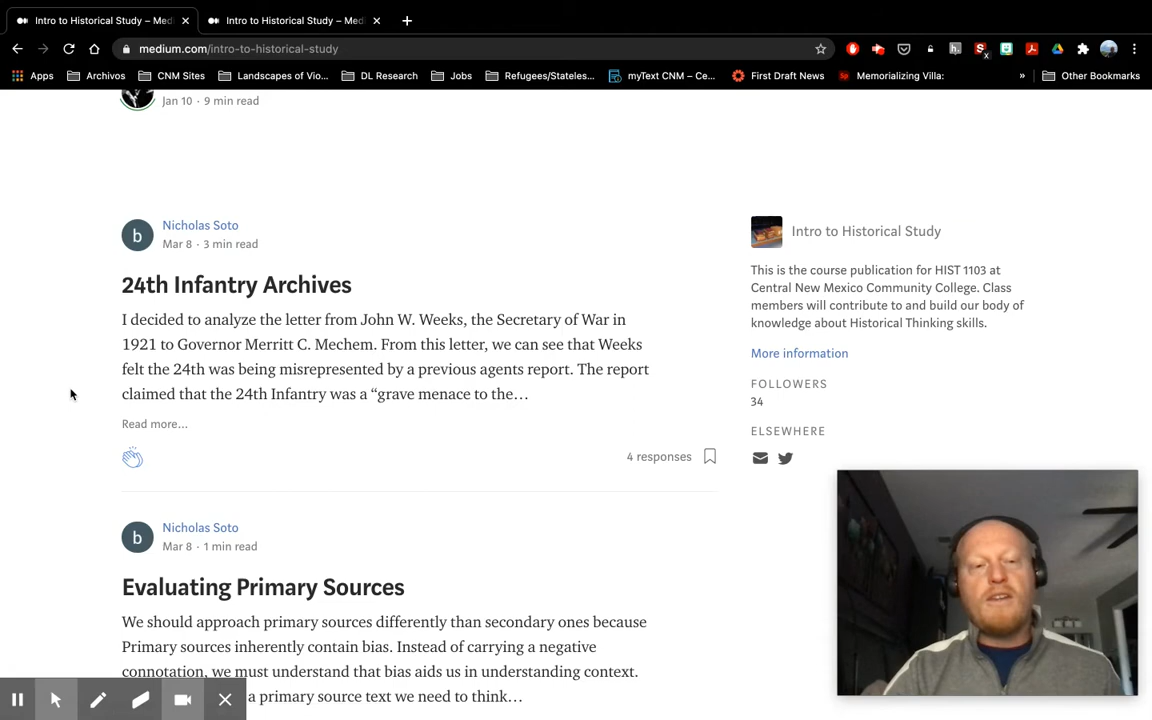 Intro to Historical Study – Medi
Intro to Historical Study – Medi
medium.com/intro-to-historical-study
Apps
Archivos
CNM Sites
Landscapes of Vio...
DL Research
Jobs
Refugees/Stateles...
myText CNM – Ce...
First Draft News
Memorializing Villa:
»
Other Bookmarks
Jan 10 · 9 min read
b
Nicholas Soto
Mar 8 · 3 min read
24th Infantry Archives
I decided to analyze the letter from John W. Weeks, the Secretary of War in
1921 to Governor Merritt C. Mechem. From this letter, we can see that Weeks
felt the 24th was being misrepresented by a previous agents report. The report
claimed that the 24th Infantry was a “grave menace to the…
Read more…
4 responses
b
Nicholas Soto
Mar 8 · 1 min read
Evaluating Primary Sources
We should approach primary sources differently than secondary ones because
Primary sources inherently contain bias. Instead of carrying a negative
connotation, we must understand that bias aids us in understanding context.
a primary source text we need to think…
Intro to Historical Study
This is the course publication for HIST 1103 at
Central New Mexico Community College. Class
members will contribute to and build our body of
knowledge about Historical Thinking skills.
More information
FOLLOWERS
34
ELSEWHERE